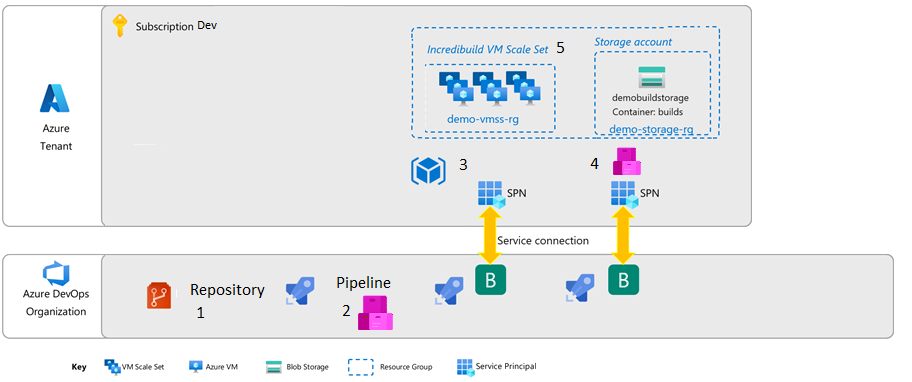 Subscription Dev
Incredibuild VM Scale Set 5
Storage account
demobuildstorage
Container: builds
demo-vmss-rg
demo-storage-rg
Azure
Tenant
3
4
SPN
SPN
Service connection
Azure DevOps
Organization
Repository
1
Pipeline
2
B
B
Key
VM Scale Set
Azure VM
Blob Storage
Resource Group
Service Principal